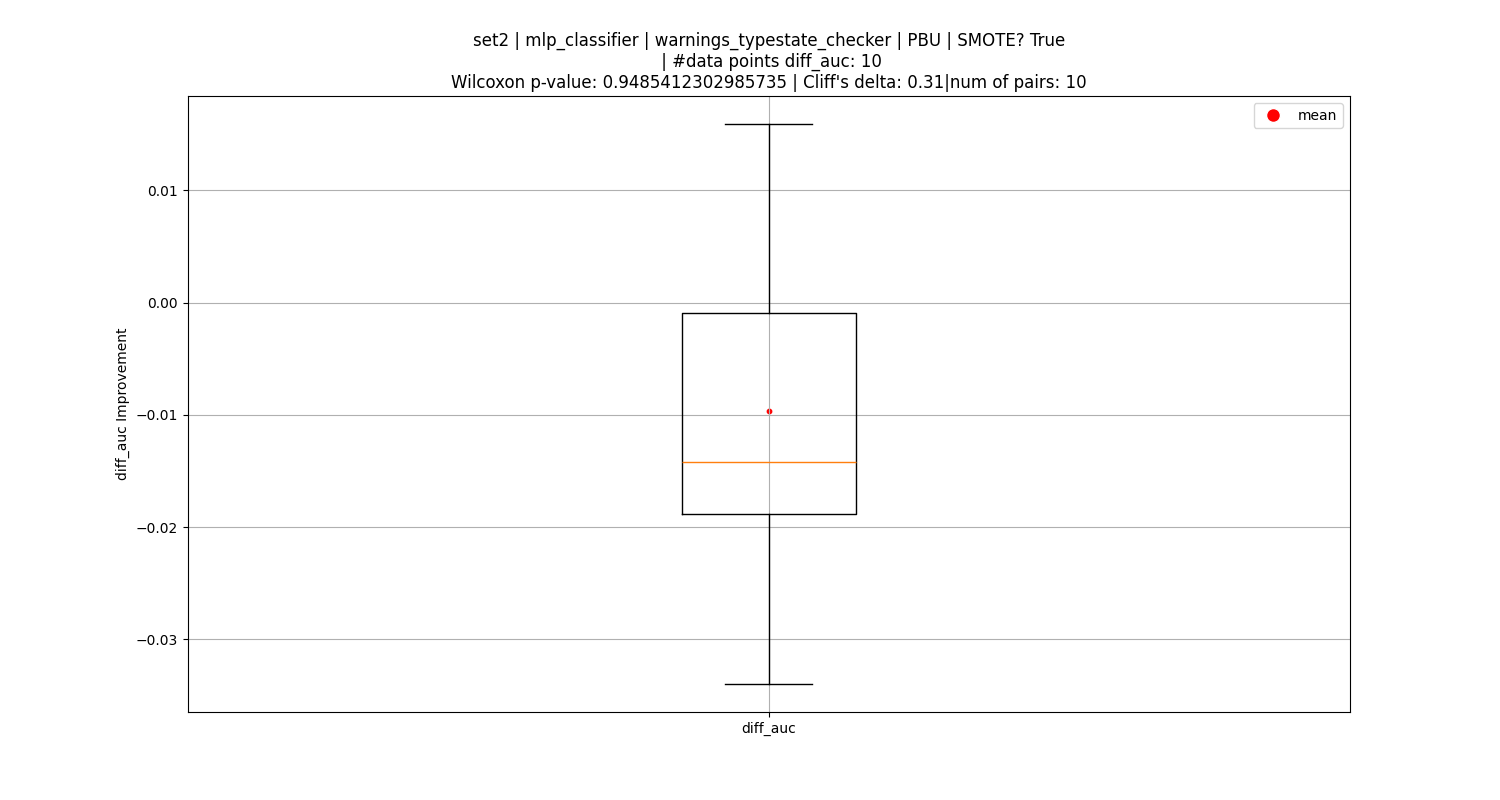 set2 | mlp_classifier | warnings_typestate_checker | PBU | SMOTE? True
| #data points diff_auc: 10
Wilcoxon p-value: 0.9485412302985735 | Cliff's delta: 0.31|num of pairs: 10
mean
0.01
0.00
−0.01
−0.02
−0.03
diff_auc Improvement
diff_auc